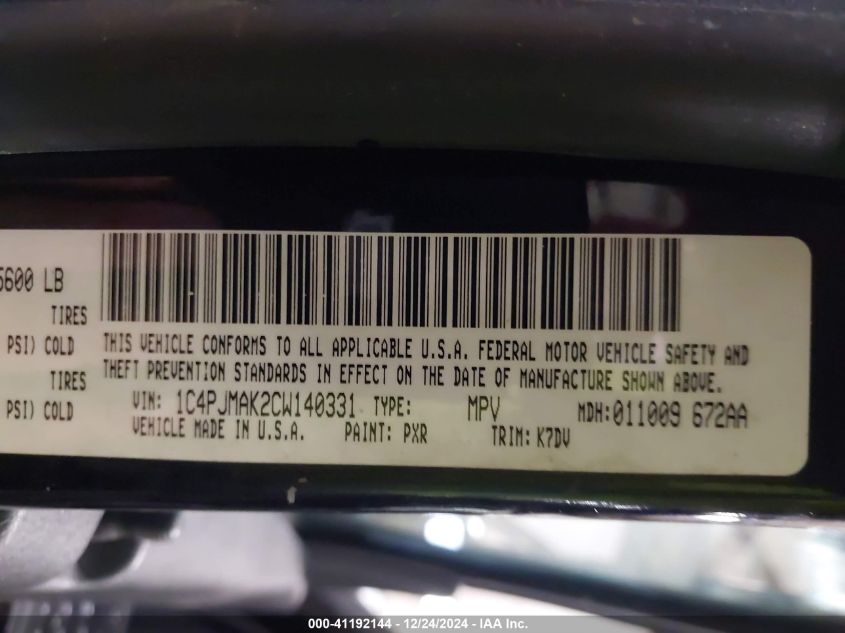 5600 LB
TIRES
PSI) COLD
TIRES
PSI) COLD
THIS VEHICLE CONFORMS TO ALL APPLICABLE U.S.A. FEDERAL MOTOR VEHICLE SAFETY AND
THEFT PREVENTION STANDARDS IN EFFECT ON THE DATE OF MANUFACTURE SHOWN ABOVE.
VIN: 1C4PJMAK2CW140331 TYPE: MPV MDH:011009 672AA
VEHICLE MADE IN U.S.A. PAINT: PXR TRIM: K7DV
000-41192144 - 12/24/2024 - IAA Inc.